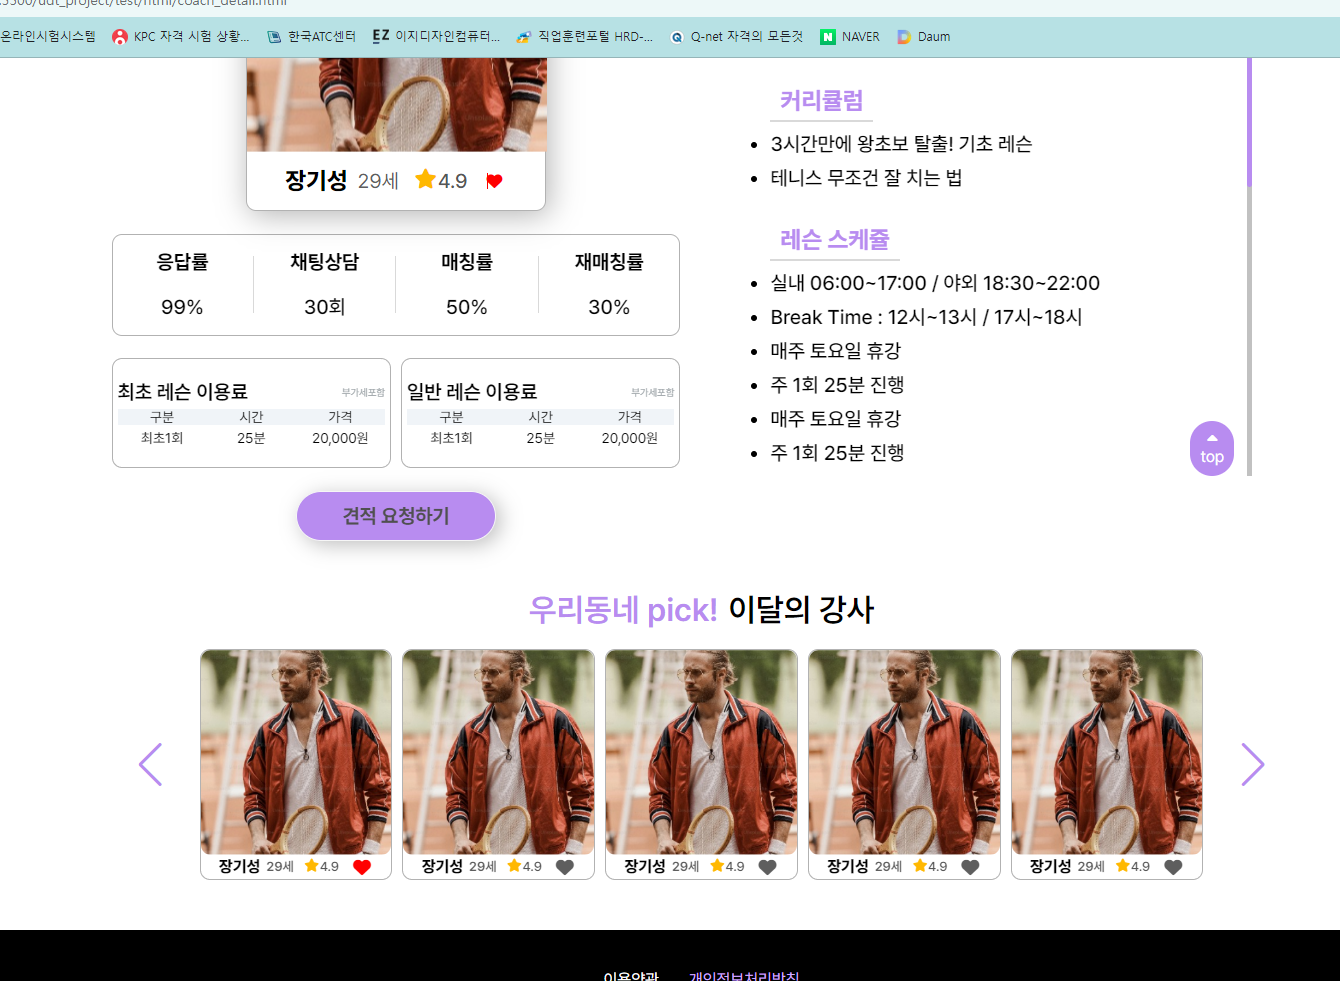 .5500/ddt_project/test/html/coach_detail.html
온라인시험시스템 KPC 자격 시험 상황... 한국ATC센터 EZ 이지디자인컴퓨터... 직업훈련포털 HRD-... Q Q-net 자격의 모든것 N NAVER D Daum
장기성 29세 4.9
응답률 채팅상담 매칭률 재매칭률
99% 30회 50% 30%
최초 레슨 이용료 부가세포함
구분 시간 가격
최초1회 25분 20,000원
일반 레슨 이용료 부가세포함
구분 시간 가격
최초1회 25분 20,000원
견적 요청하기
커리큘럼
3시간만에 왕초보 탈출! 기초 레슨
테니스 무조건 잘 치는 법
레슨 스케쥴
실내 06:00~17:00 / 야외 18:30~22:00
Break Time : 12시~13시 / 17시~18시
매주 토요일 휴강
주 1회 25분 진행
매주 토요일 휴강
주 1회 25분 진행
top
우리동네 pick! 이달의 강사
장기성 29세 4.9
장기성 29세 4.9
장기성 29세 4.9
장기성 29세 4.9
장기성 29세 4.9
이용약관 개인정보처리방침